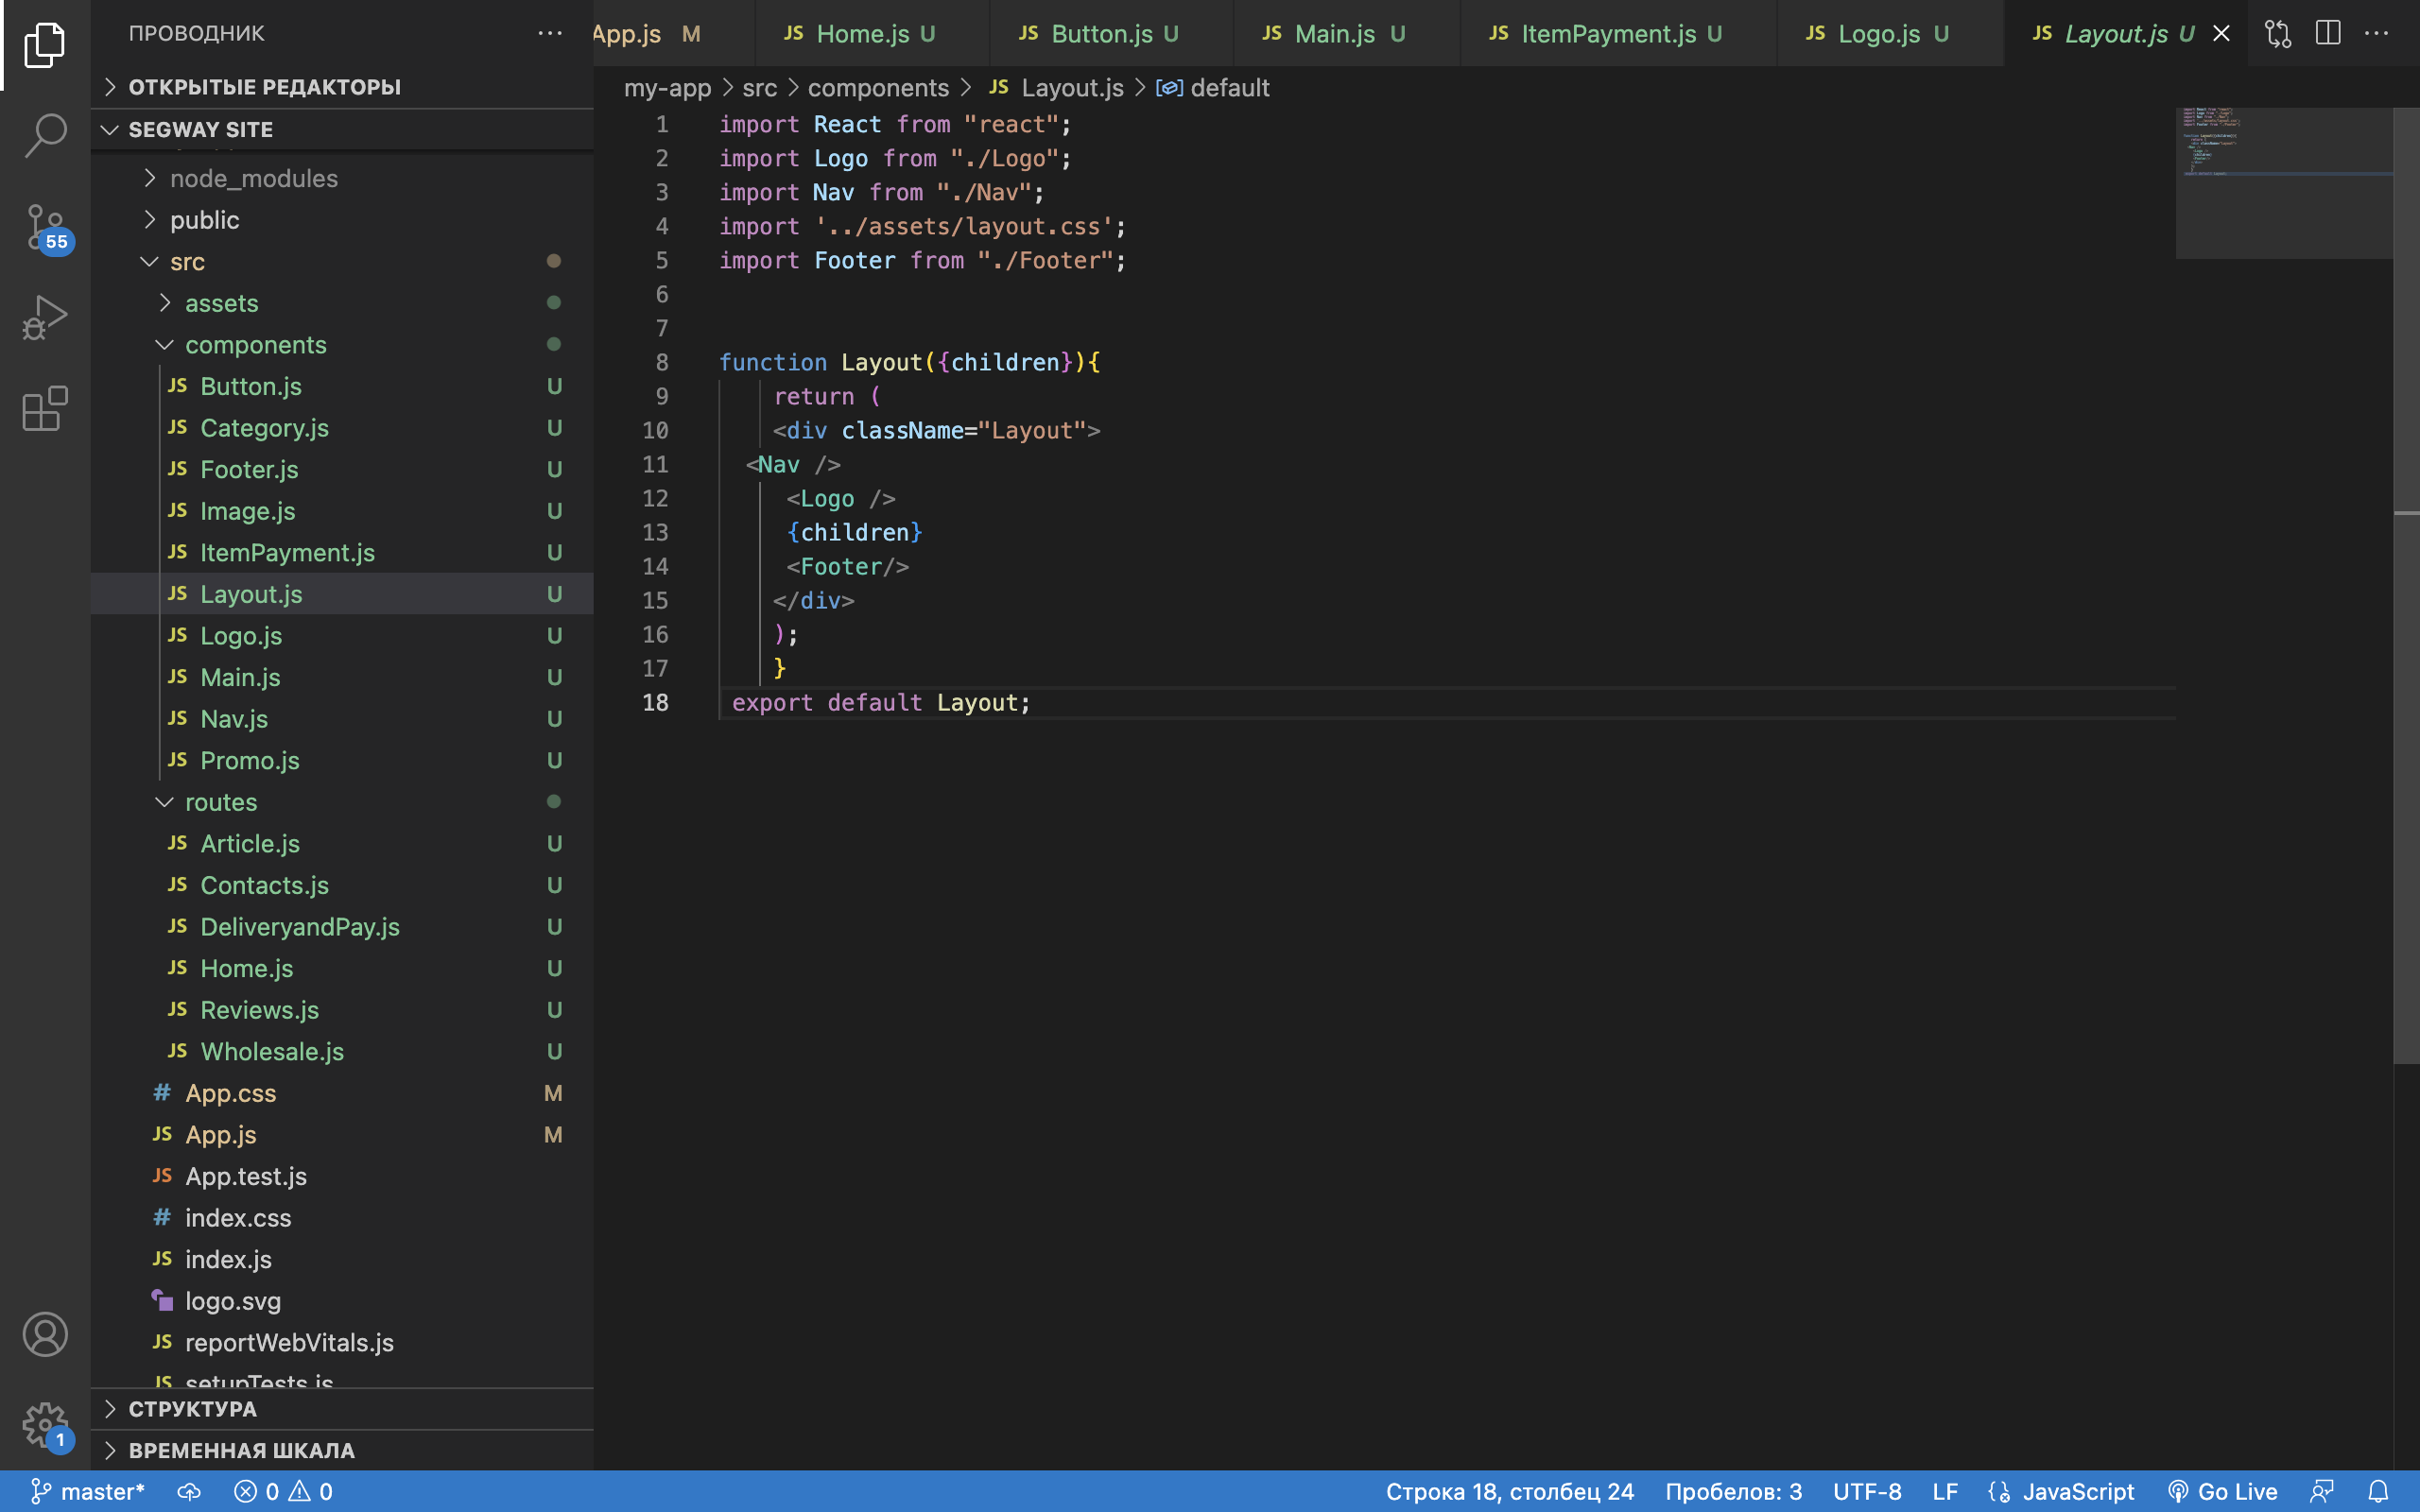 ПРОВОДНИК
ОТКРЫТЫЕ РЕДАКТОРЫ
SEGWAY SITE
node_modules
public
src
assets
components
JS Button.js U
JS Category.js U
JS Footer.js U
JS Image.js U
JS ItemPayment.js U
JS Layout.js U
JS Logo.js U
JS Main.js U
JS Nav.js U
JS Promo.js U
routes
JS Article.js U
JS Contacts.js U
JS DeliveryandPay.js U
JS Home.js U
JS Reviews.js U
JS Wholesale.js U
# App.css M
JS App.js M
JS App.test.js
# index.css
JS index.js
logo.svg
JS reportWebVitals.js
JS setupTests.js
СТРУКТУРА
ВРЕМЕННАЯ ШКАЛА
55
1
App.js M JS Home.js U JS Button.js U JS Main.js U JS ItemPayment.js U JS Logo.js U JS Layout.js U
my-app > src > components > JS Layout.js > default
1 import React from "react";
2 import Logo from "./Logo";
3 import Nav from "./Nav";
4 import '../assets/layout.css';
5 import Footer from "./Footer";
6
7
8 function Layout({children}){
9 return (
10 <div className="Layout">
11 <Nav />
12 <Logo />
13 {children}
14 <Footer/>
15 </div>
16 );
17 }
18 export default Layout;
master* 0 0 Строка 18, столбец 24 Пробелов: 3 UTF-8 LF JavaScript Go Live